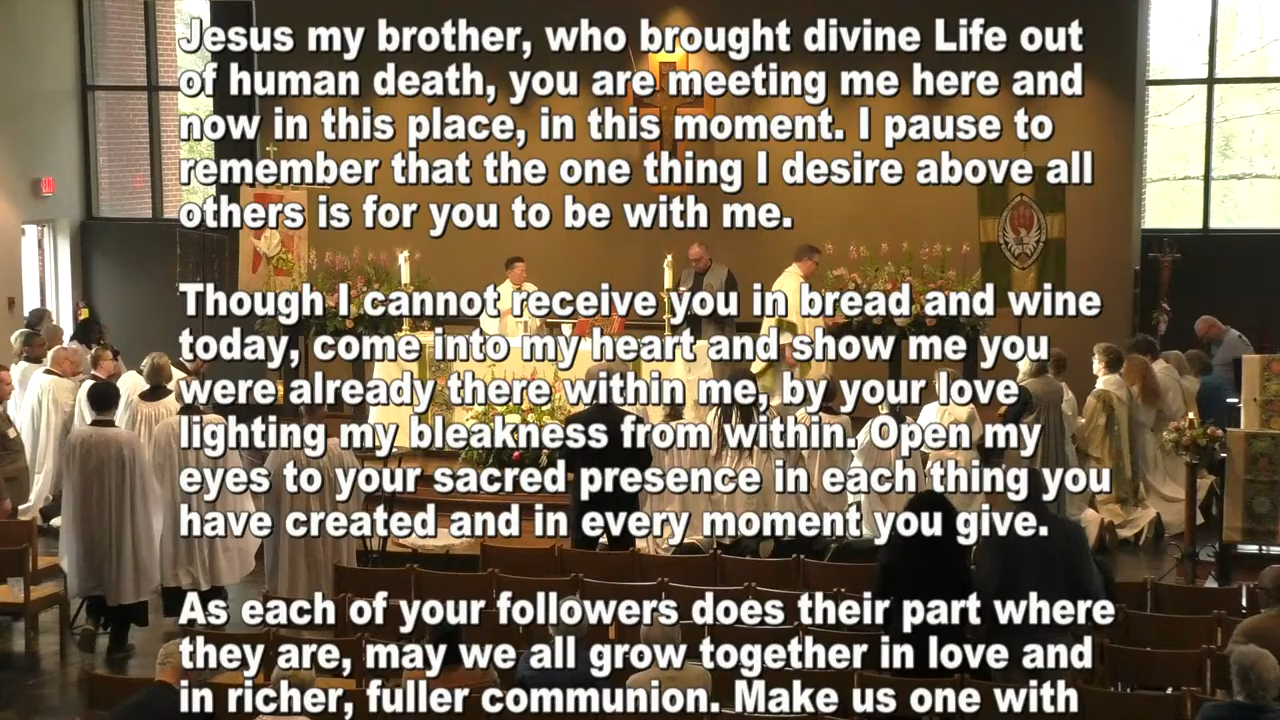 Jesus my brother, who brought divine Life out
of human death, you are meeting me here and
now in this place, in this moment. I pause to
remember that the one thing I desire above all
others is for you to be with me.
Though I cannot receive you in bread and wine
today, come into my heart and show me you
were already there within me, by your love
lighting my bleakness from within. Open my
eyes to your sacred presence in each thing you
have created and in every moment you give.
As each of your followers does their part where
they are, may we all grow together in love and
in richer, fuller communion. Make us one with
EXIT